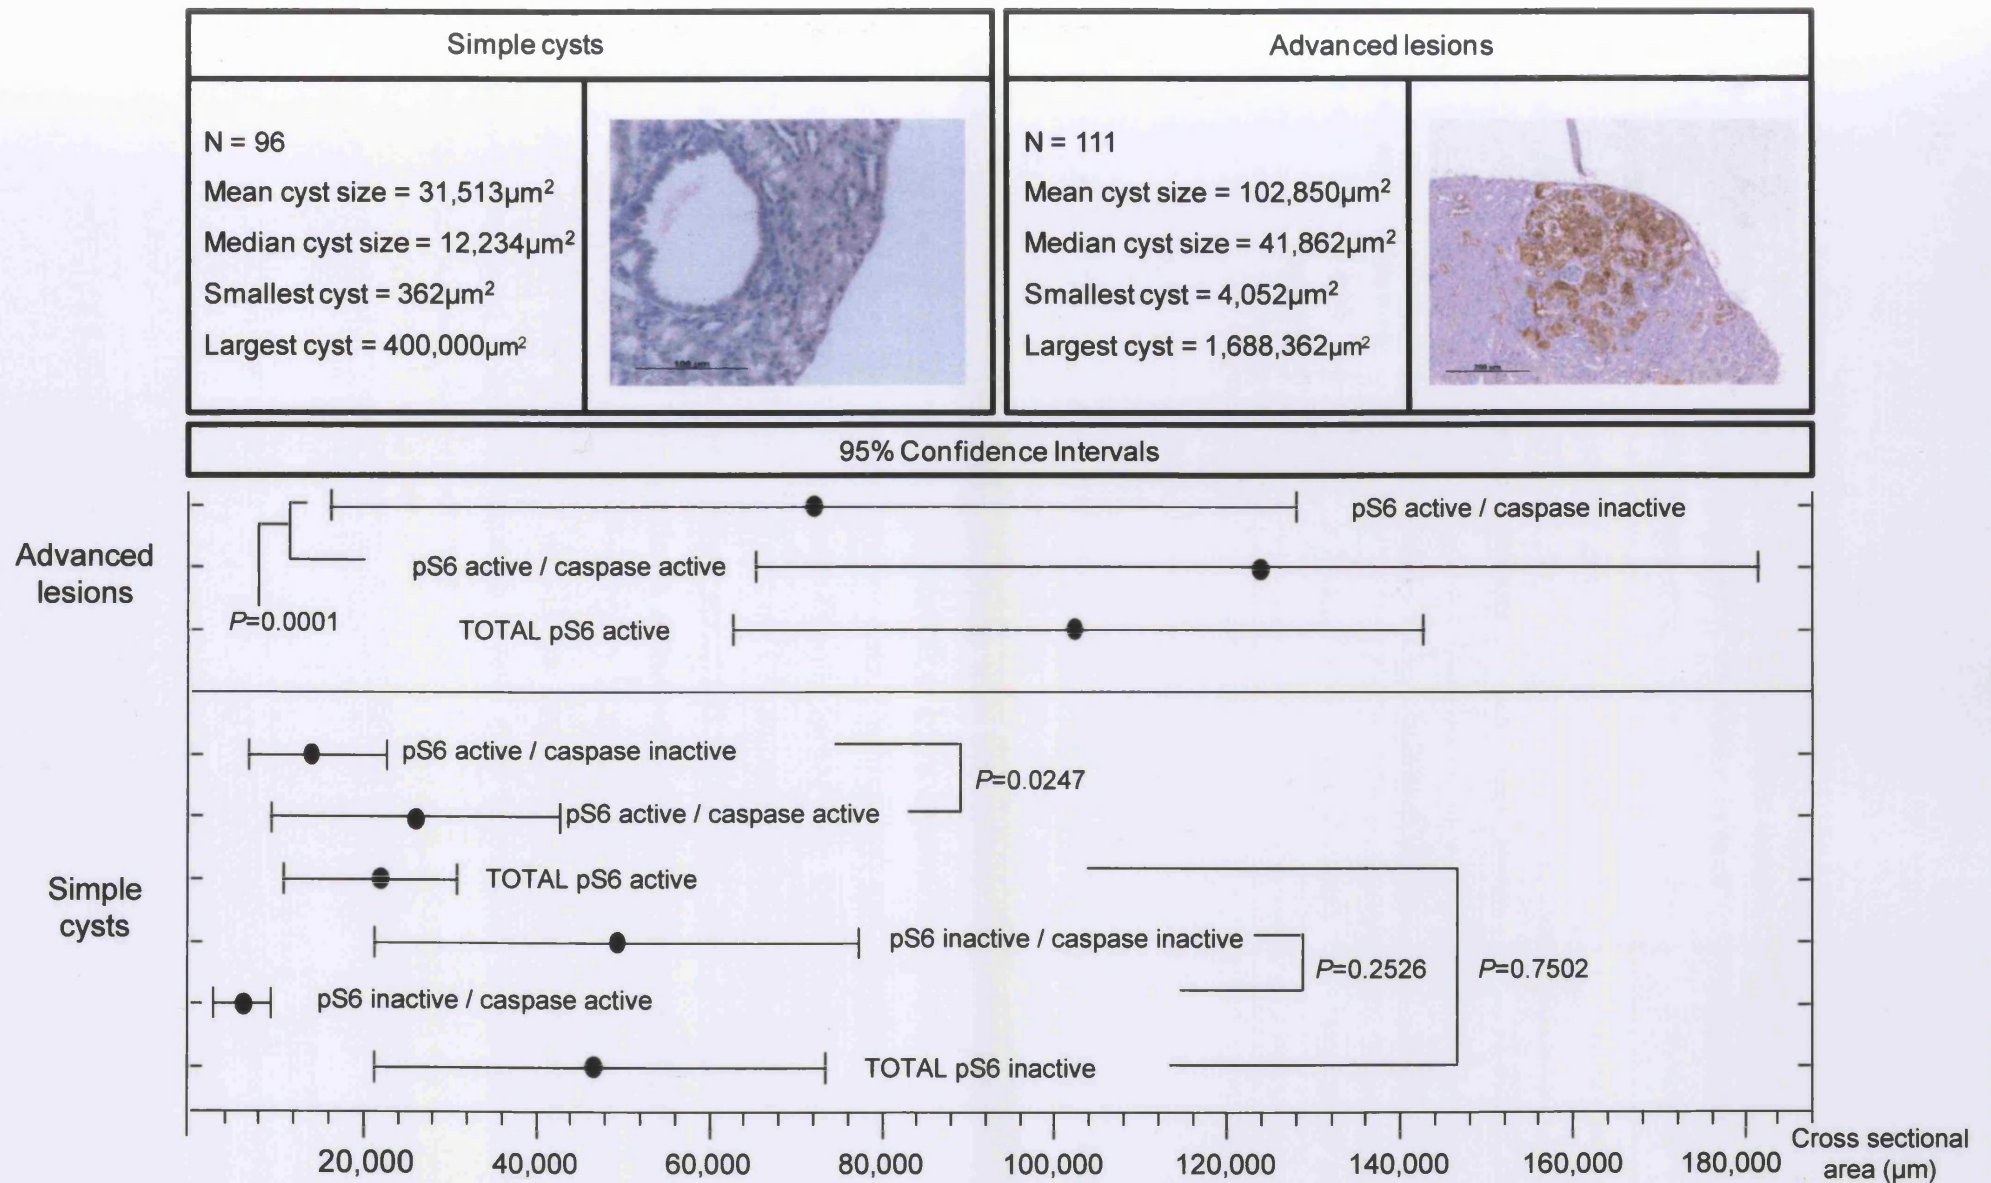 Simple cysts
N = 96
Mean cyst size = 31,513µm²
Median cyst size = 12,234µm²
Smallest cyst = 362µm²
Largest cyst = 400,000µm²
100 µm
Advanced lesions
N = 111
Mean cyst size = 102,850µm²
Median cyst size = 41,862µm²
Smallest cyst = 4,052µm²
Largest cyst = 1,688,362µm²
200 µm
95% Confidence Intervals
Advanced
lesions
pS6 active / caspase inactive
pS6 active / caspase active
P=0.0001
TOTAL pS6 active
Simple
cysts
pS6 active / caspase inactive
P=0.0247
pS6 active / caspase active
TOTAL pS6 active
pS6 inactive / caspase inactive
P=0.2526
P=0.7502
pS6 inactive / caspase active
TOTAL pS6 inactive
20,000 40,000 60,000 80,000 100,000 120,000 140,000 160,000 180,000
Cross sectional
area (µm)